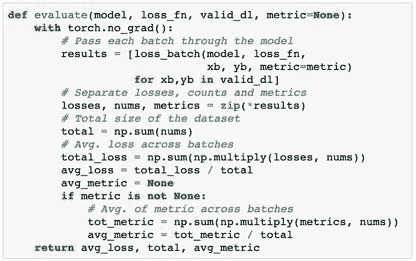 def evaluate(model, loss_fn, valid_dl, metric=None):
    with torch.no_grad():
        # Pass each batch through the model
        results = [loss_batch(model, loss_fn,
                              xb, yb, metric=metric)
                   for xb,yb in valid_dl]
        # Separate losses, counts and metrics
        losses, nums, metrics = zip(*results)
        # Total size of the dataset
        total = np.sum(nums)
        # Avg. loss across batches
        total_loss = np.sum(np.multiply(losses, nums))
        avg_loss = total_loss / total
        avg_metric = None
        if metric is not None:
            # Avg. of metric across batches
            tot_metric = np.sum(np.multiply(metrics, nums))
            avg_metric = tot_metric / total
    return avg_loss, total, avg_metric